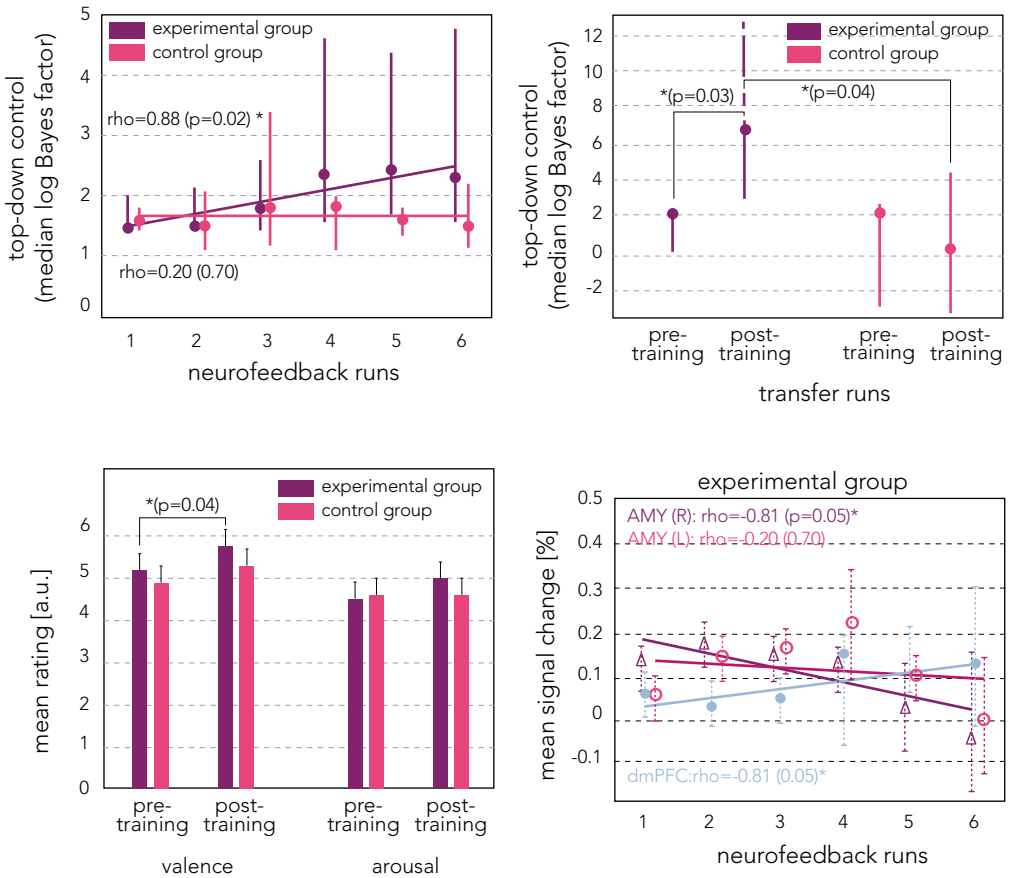 5
4
3
2
1
0
top-down control
(median log Bayes factor)
experimental group
control group
rho=0.88 (p=0.02) *
rho=0.20 (0.70)
1 2 3 4 5 6
neurofeedback runs
12
10
8
6
4
2
0
-2
top-down control
(median log Bayes factor)
experimental group
control group
*(p=0.03)
*(p=0.04)
pre-
training
post-
training
pre-
training
post-
training
transfer runs
6
5
4
3
2
1
0
mean rating [a.u.]
experimental group
control group
*(p=0.04)
pre-
training
post-
training
pre-
training
post-
training
valence
arousal
experimental group
0.5
0.4
0.3
0.2
0.1
0
-0.1
mean signal change [%]
AMY (R): rho=-0.81 (p=0.05)*
AMY (L): rho=-0.20 (0.70)
dmPFC:rho=-0.81 (0.05)*
1 2 3 4 5 6
neurofeedback runs